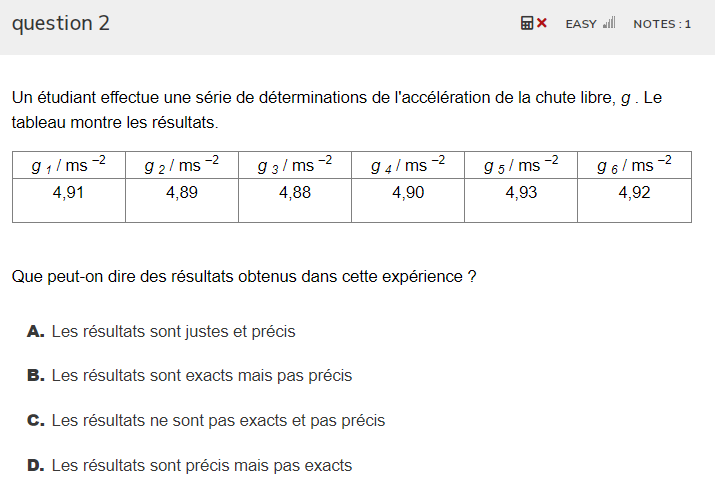 question 2
EASY
NOTES : 1
Un étudiant effectue une série de déterminations de l'accélération de la chute libre, g . Le
tableau montre les résultats.
g 1 / ms −2 g 2 / ms −2 g 3 / ms −2 g 4 / ms −2 g 5 / ms −2 g 6 / ms −2
4,91 4,89 4,88 4,90 4,93 4,92
Que peut-on dire des résultats obtenus dans cette expérience ?
A. Les résultats sont justes et précis
B. Les résultats sont exacts mais pas précis
C. Les résultats ne sont pas exacts et pas précis
D. Les résultats sont précis mais pas exacts